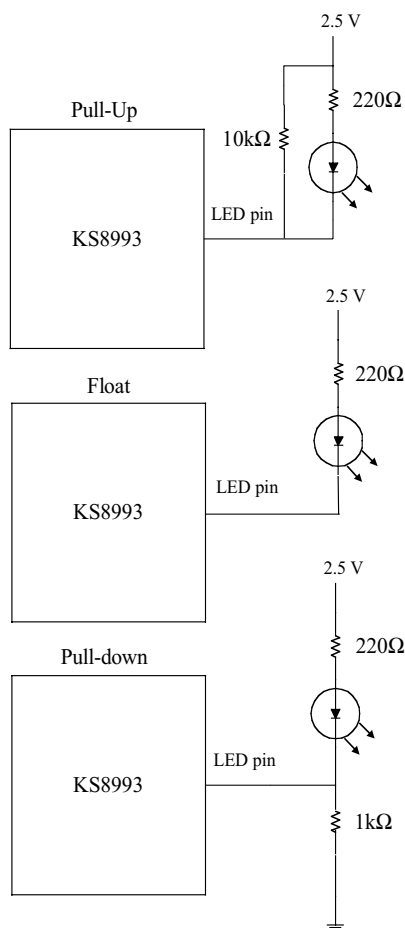 2.5 V
220Ω
Pull-Up
10kΩ
LED pin
KS8993
2.5 V
220Ω
Float
LED pin
KS8993
2.5 V
220Ω
Pull-down
LED pin
KS8993
1kΩ